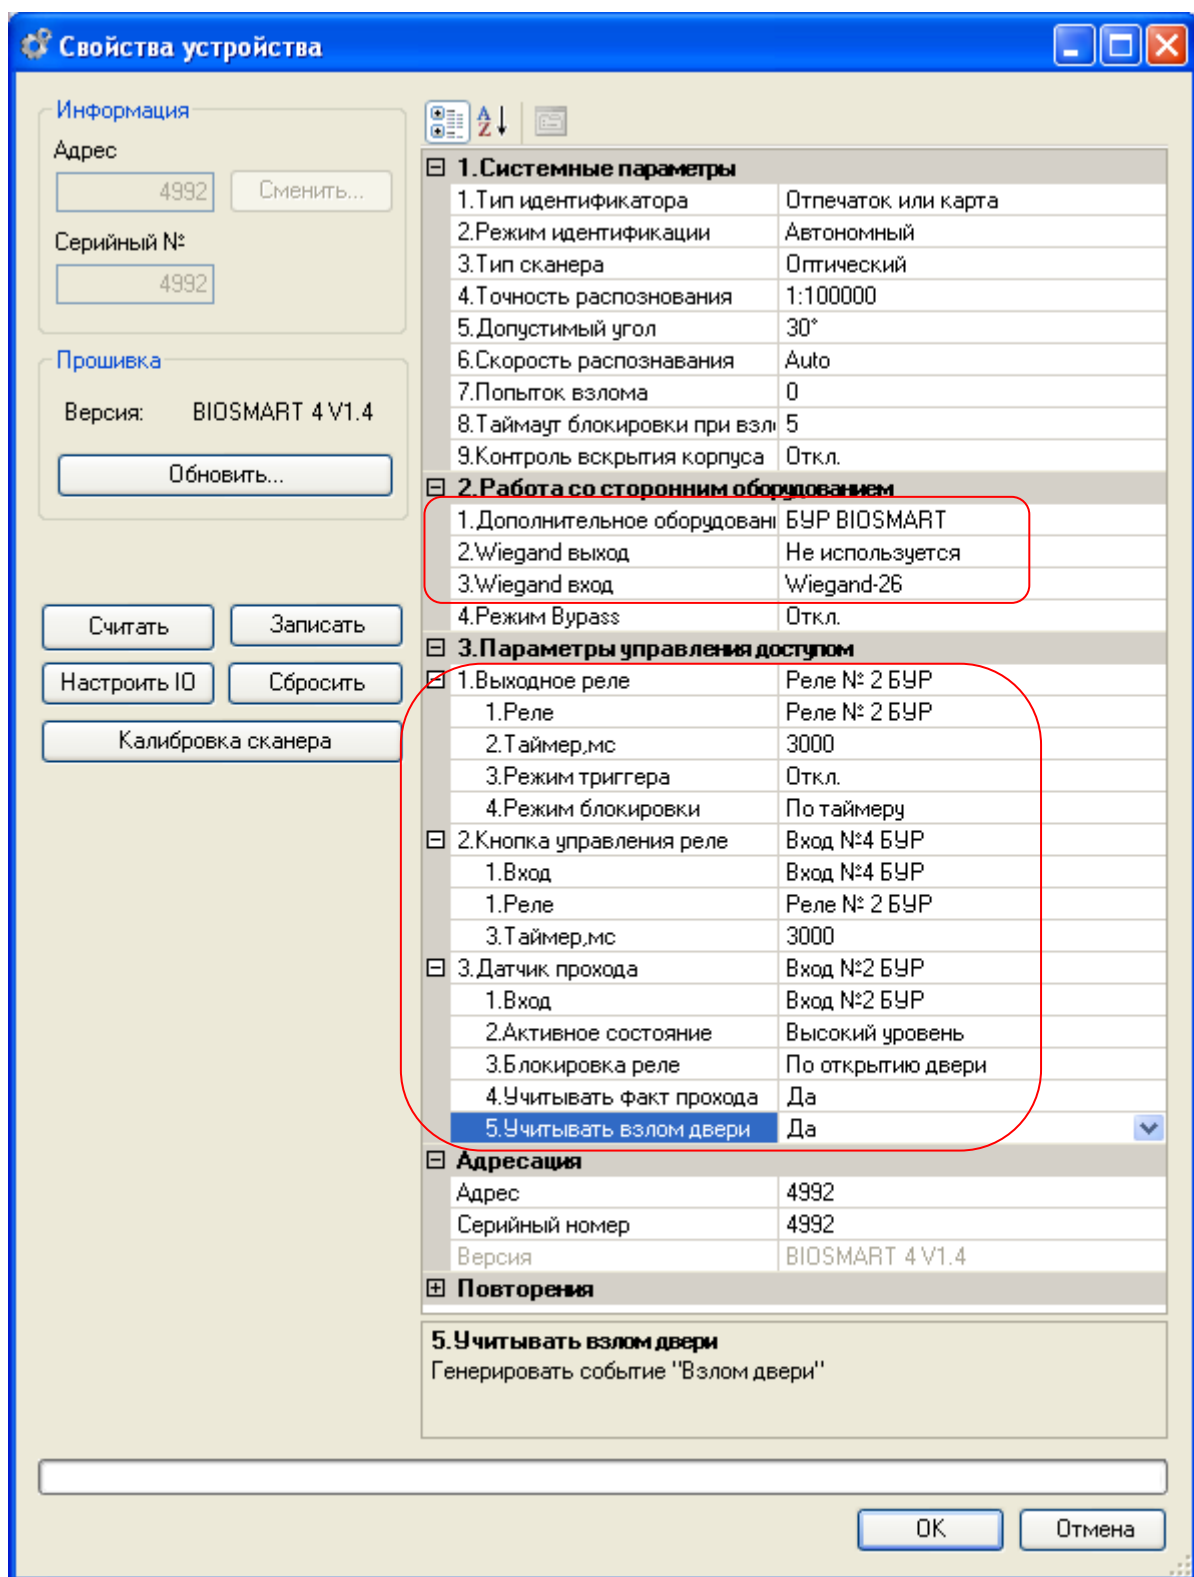 Свойства устройства
Информация
Адрес
4992 Сменить...
Серийный №
4992
Прошивка
Версия: BIOSMART 4 V1.4
Обновить...
Считать Записать
Настроить IO Сбросить
Калибровка сканера
1.Системные параметры
1.Тип идентификатора Отпечаток или карта
2.Режим идентификации Автономный
3.Тип сканера Оптический
4.Точность распознования 1:100000
5.Допустимый угол 30°
6.Скорость распознавания Auto
7.Попыток взлома 0
8.Таймаут блокировки при взл 5
9.Контроль вскрытия корпуса Откл.
2.Работа со сторонним оборудованием
1.Дополнительное оборудован БУР BIOSMART
2.Wiegand выход Не используется
3.Wiegand вход Wiegand-26
4.Режим Bypass Откл.
3.Параметры управления доступом
1.Выходное реле Реле № 2 БУР
1.Реле Реле № 2 БУР
2.Таймер,мс 3000
3.Режим триггера Откл.
4.Режим блокировки По таймеру
2.Кнопка управления реле Вход №4 БУР
1.Вход Вход №4 БУР
1.Реле Реле № 2 БУР
3.Таймер,мс 3000
3.Датчик прохода Вход №2 БУР
1.Вход Вход №2 БУР
2.Активное состояние Высокий уровень
3.Блокировка реле По открытию двери
4.Учитывать факт прохода Да
5.Учитывать взлом двери Да
Адресация
Адрес 4992
Серийный номер 4992
Версия BIOSMART 4 V1.4
Повторения
5.Учитывать взлом двери
Генерировать событие "Взлом двери"
OK Отмена